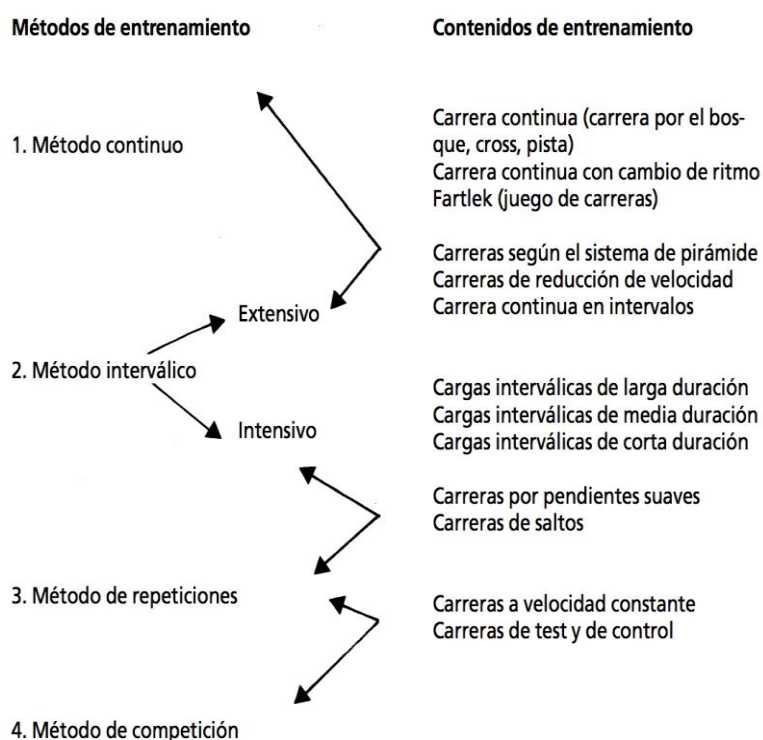 Métodos de entrenamiento
Contenidos de entrenamiento
1. Método continuo
Carrera continua (carrera por el bos-
que, cross, pista)
Carrera continua con cambio de ritmo
Fartlek (juego de carreras)
Carreras según el sistema de pirámide
Carreras de reducción de velocidad
Carrera continua en intervalos
Extensivo
2. Método interválico
Intensivo
Cargas interválicas de larga duración
Cargas interválicas de media duración
Cargas interválicas de corta duración
Carreras por pendientes suaves
Carreras de saltos
3. Método de repeticiones
Carreras a velocidad constante
Carreras de test y de control
4. Método de competición